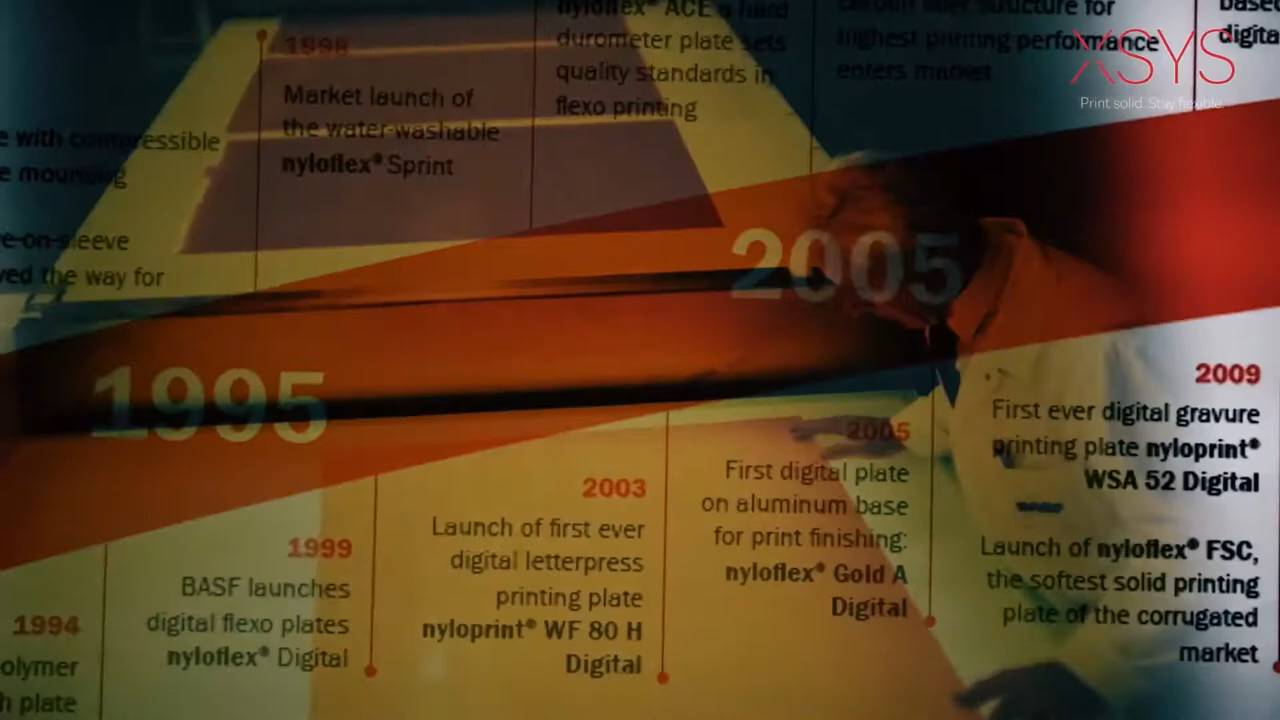 nyloflex® ACE a hard
durometer plate sets
quality standards in
flexo printing
structure for
highest printing performance
enters market
based
digita
XSYS
Print solid. Stay flexible.
1998
Market launch of
the water-washable
nyloflex® Sprint
e with compressible
e mounting
e-on-sleeve
ved the way for
2005
1995
2009
First ever digital gravure
printing plate nyloprint®
WSA 52 Digital
Launch of nyloflex® FSC,
the softest solid printing
plate of the corrugated
market
2005
First digital plate
on aluminum base
for print finishing:
nyloflex® Gold A
Digital
2003
Launch of first ever
digital letterpress
printing plate
nyloprint® WF 80 H
Digital
1999
BASF launches
digital flexo plates
nyloflex® Digital
1994
olymer
h plate